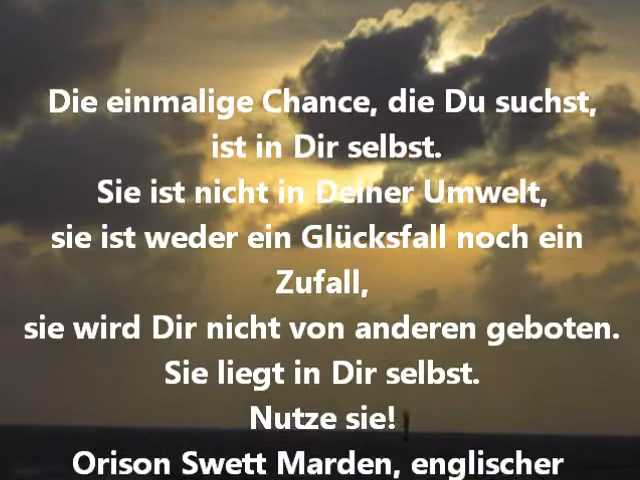 Die einmalige Chance, die Du suchst,
ist in Dir selbst.
Sie ist nicht in Deiner Umwelt,
sie ist weder ein Glücksfall noch ein
Zufall,
sie wird Dir nicht von anderen geboten.
Sie liegt in Dir selbst.
Nutze sie!
Orison Swett Marden, englischer